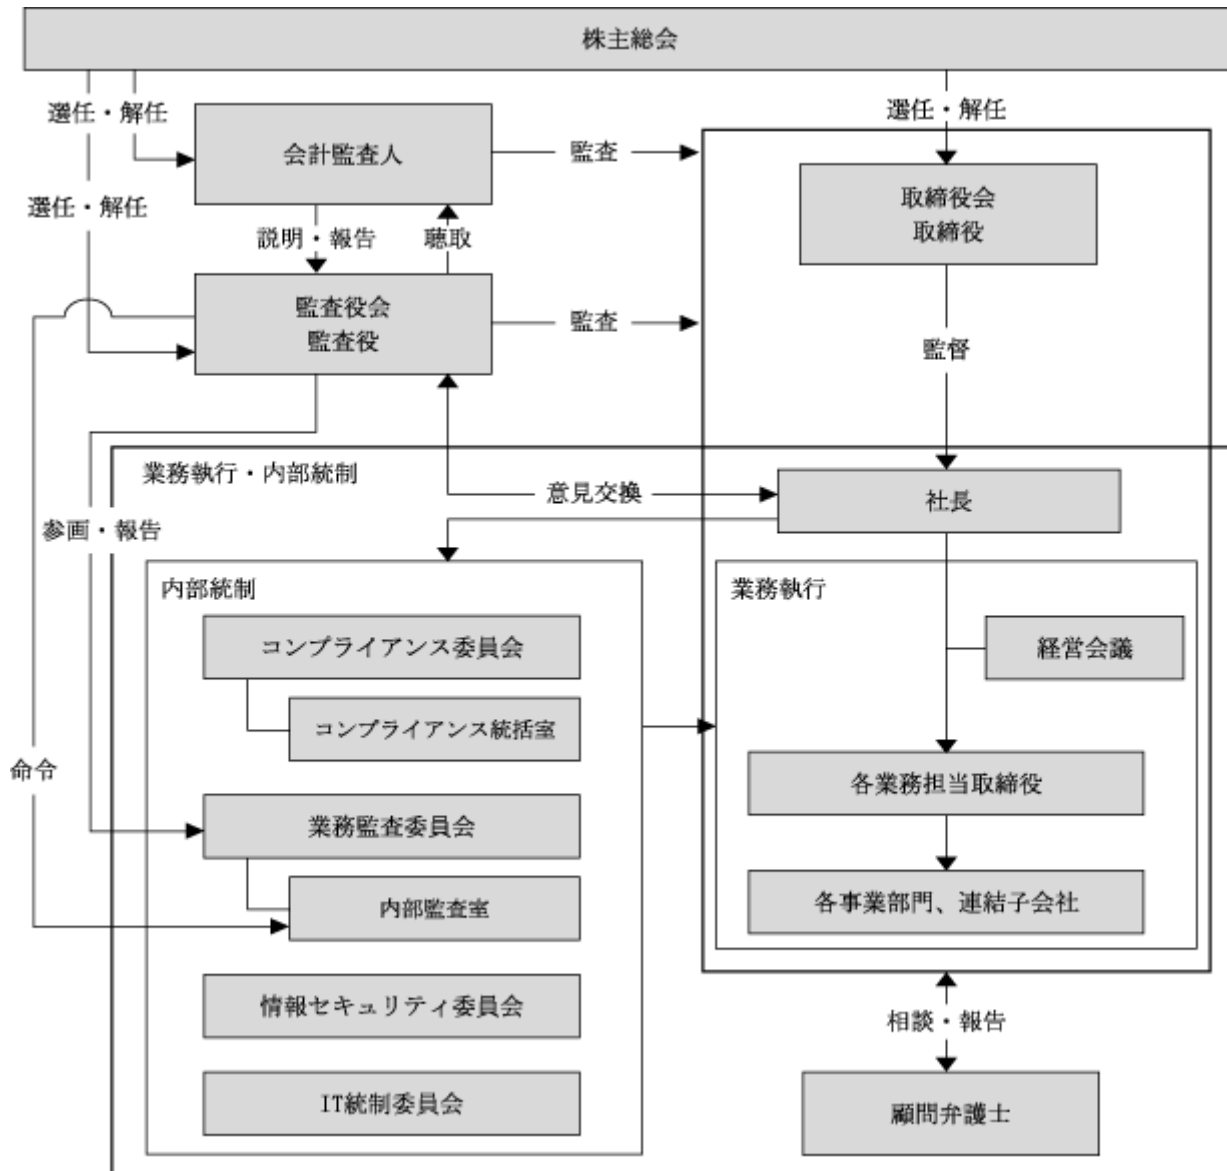 株主総会
選任・解任
選任・解任
会計監査人
監査
取締役会
取締役
選任・解任
説明・報告
聴取
監査役会
監査役
監査
監督
業務執行・内部統制
意見交換
社長
参画・報告
内部統制
業務執行
コンプライアンス委員会
経営会議
コンプライアンス統括室
命令
各業務担当取締役
業務監査委員会
内部監査室
各事業部門、連結子会社
情報セキュリティ委員会
相談・報告
IT統制委員会
顧問弁護士